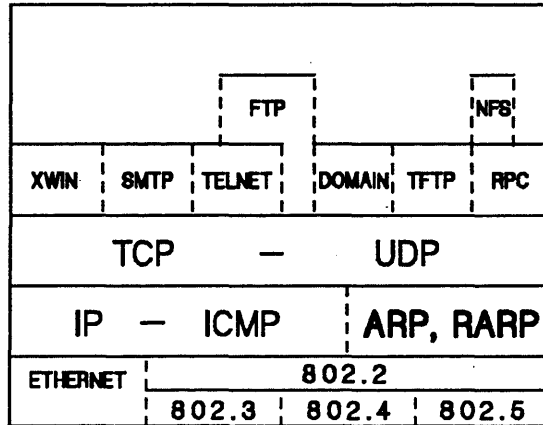 FTP NFS
XWIN SMTP TELNET DOMAIN TFTP RPC
TCP – UDP
IP – ICMP ARP, RARP
ETHERNET 802.2
802.3 802.4 802.5